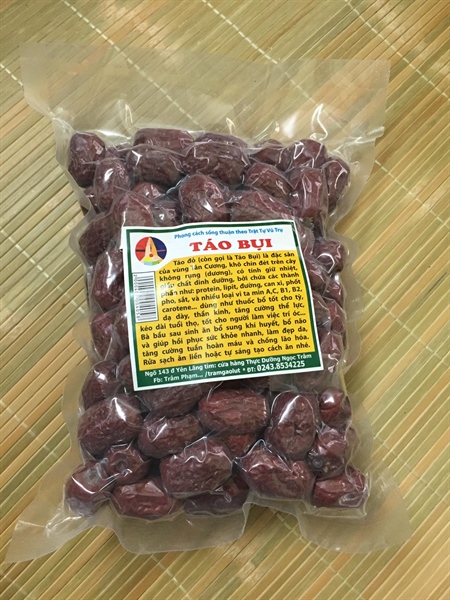 Phong cách sống thuận theo Trật Tự Vũ Trụ
TÁO BỤI
Táo đỏ (còn gọi là Táo Bụi) là đặc sản
của vùng Tân Cương, khô chín đét trên cây
không rụng (dương), có tính giữ nhiệt,
giàu chất dinh dưỡng, bởi chứa các thành
phần như: protein, lipit, đường, can xi, phốt
pho, sắt, và nhiều loại vi ta min A,C, B1, B2,
carotene... dùng như thuốc bổ tốt cho tỳ,
dạ dày, thần kinh, tăng cường thể lực,
kéo dài tuổi thọ, tốt cho người làm việc trí óc...
Bà bầu sau sinh ăn bổ sung khí huyết, bổ não
và giúp hồi phục sức khỏe nhanh, làm đẹp da,
tăng cường tuần hoàn máu và chống lão hóa.
Rửa sạch ăn liền hoặc tự sáng tạo cách ăn nhé.
Ngõ 143 đ Yên Lãng tìm: cửa hàng Thực Dưỡng Ngọc Trâm
Fb: Trâm Phạm... /tramgaolut * ĐT: 0243.8534225